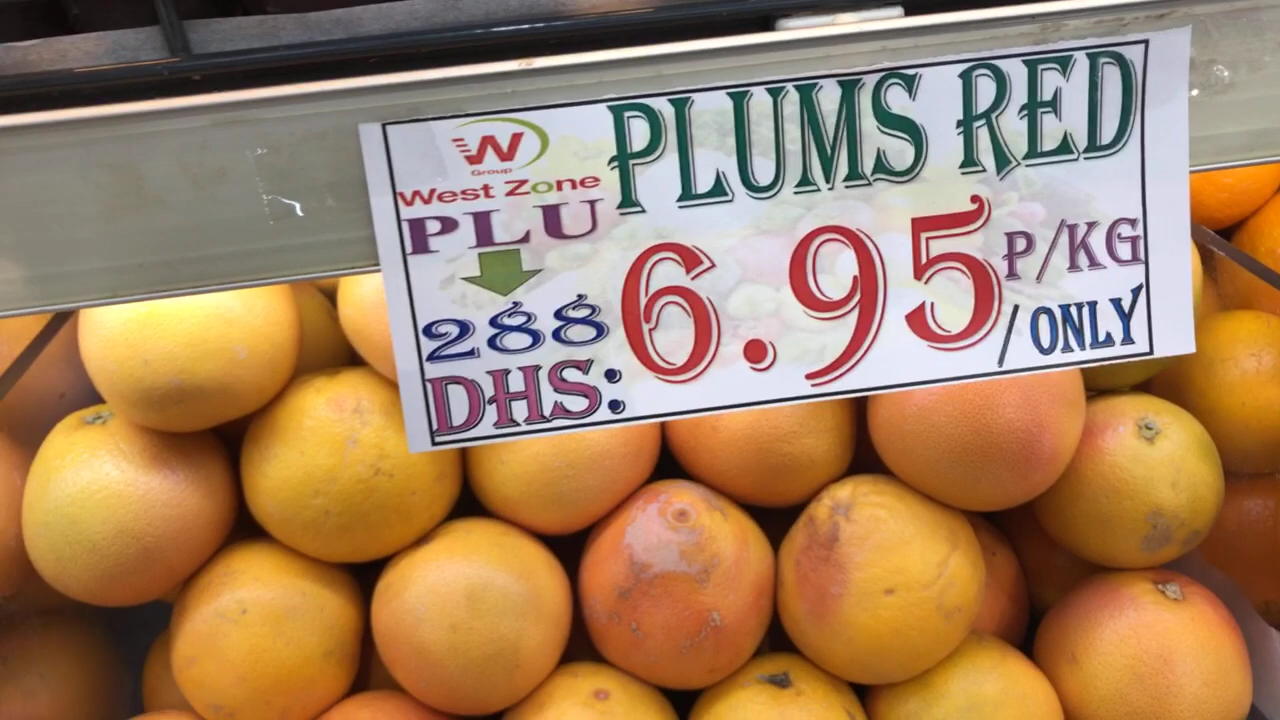 W
Group
West Zone
PLUMS RED
PLU
288
DHS:
6.95 P/KG
/ONLY